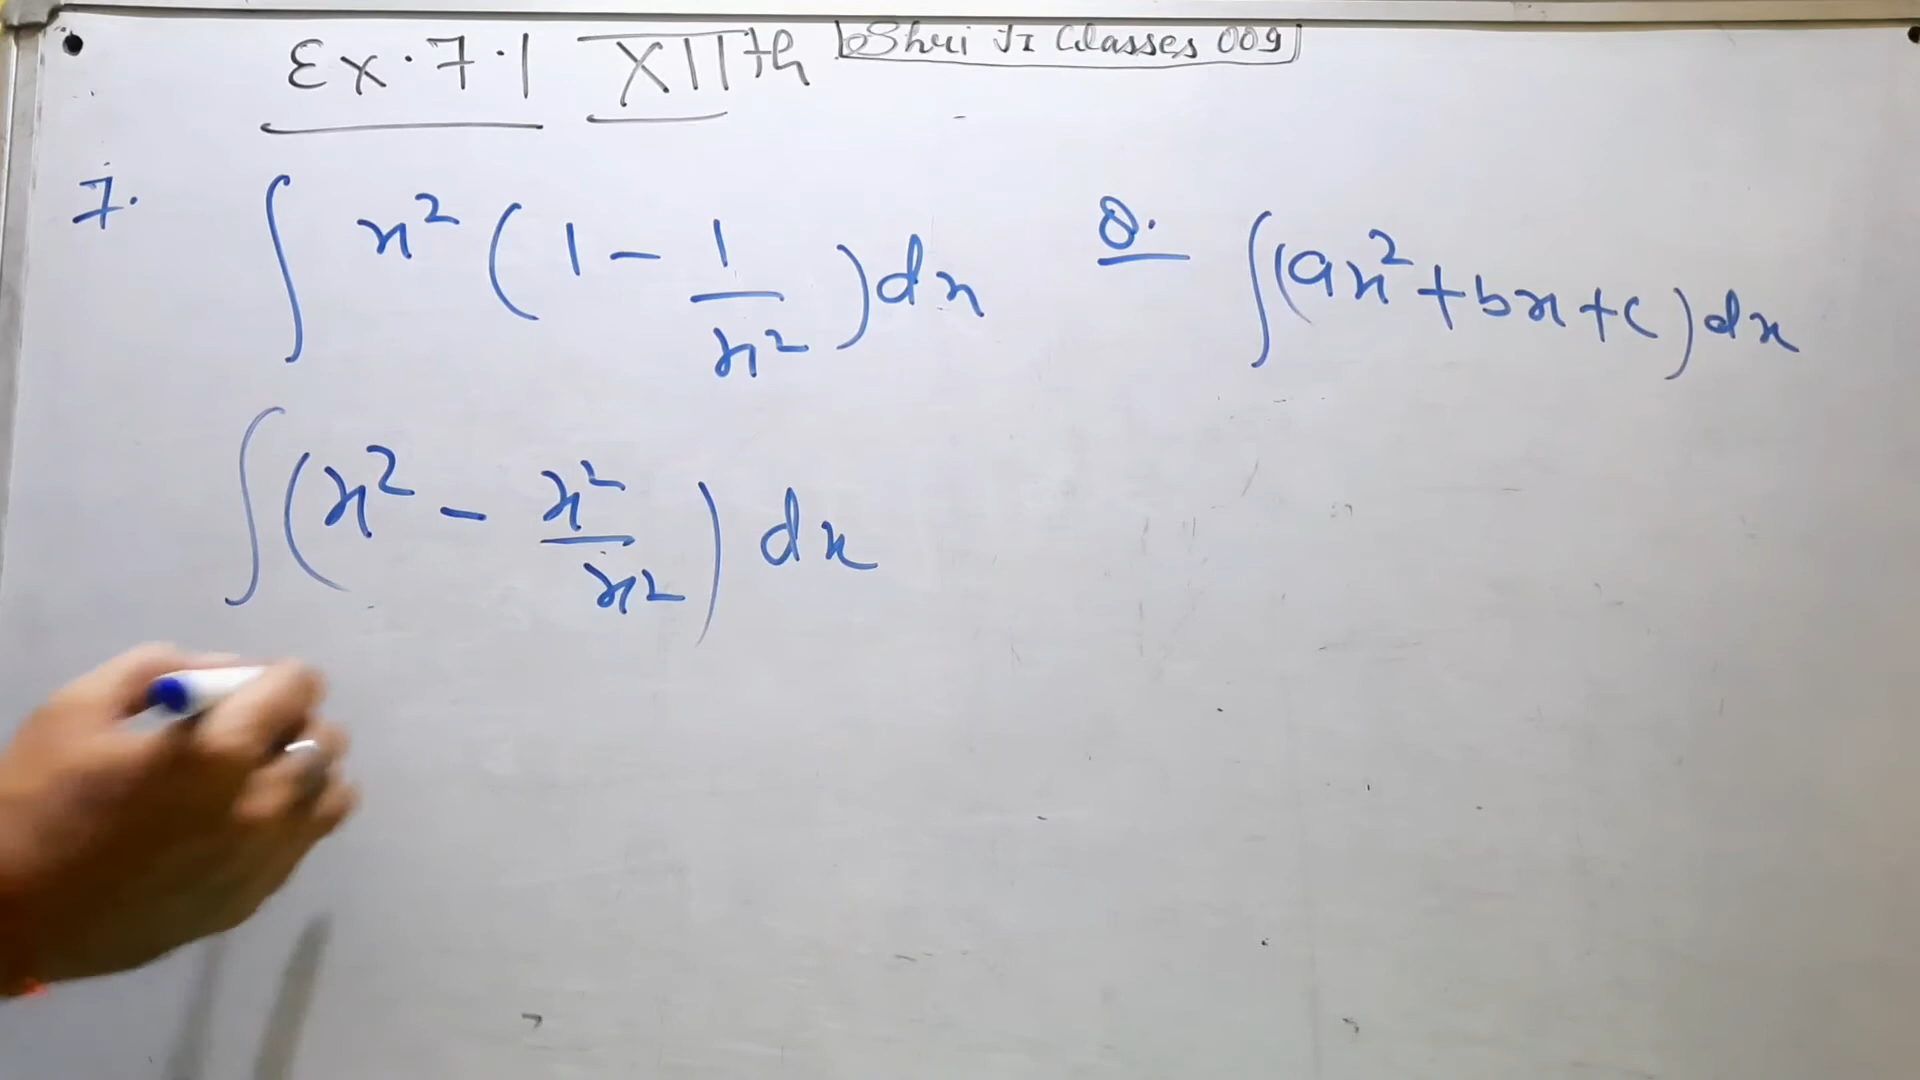 Ex. 7.1 XIIth Shri JI Classes 009
7. ∫ x² (1 - 1/x²) dx
∫ (x² - x²/x²) dx
8. ∫ (ax² + bx + c) dx